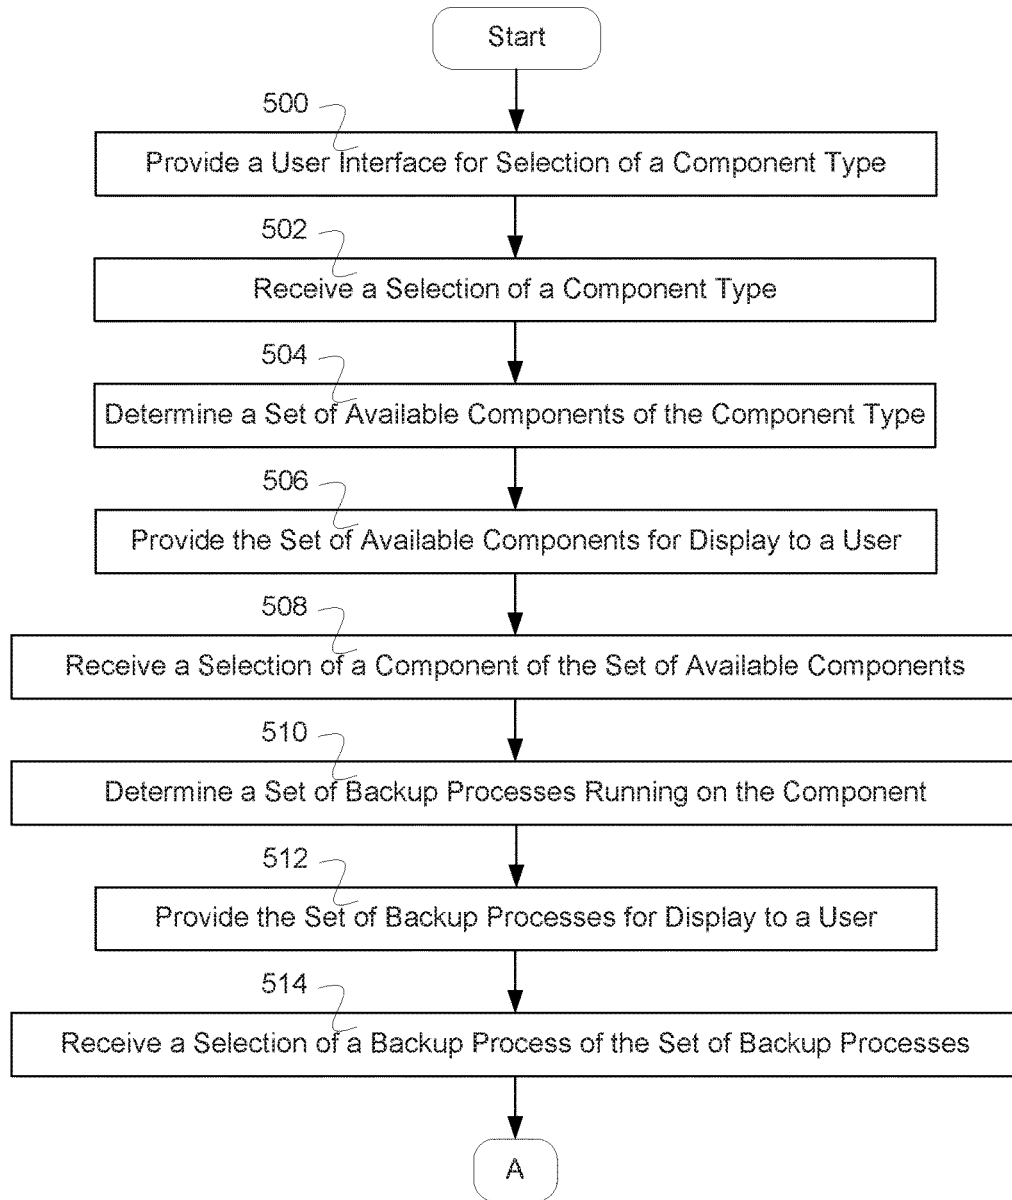 Start
500
Provide a User Interface for Selection of a Component Type
502
Receive a Selection of a Component Type
504
Determine a Set of Available Components of the Component Type
506
Provide the Set of Available Components for Display to a User
508
Receive a Selection of a Component of the Set of Available Components
510
Determine a Set of Backup Processes Running on the Component
512
Provide the Set of Backup Processes for Display to a User
514
Receive a Selection of a Backup Process of the Set of Backup Processes
A